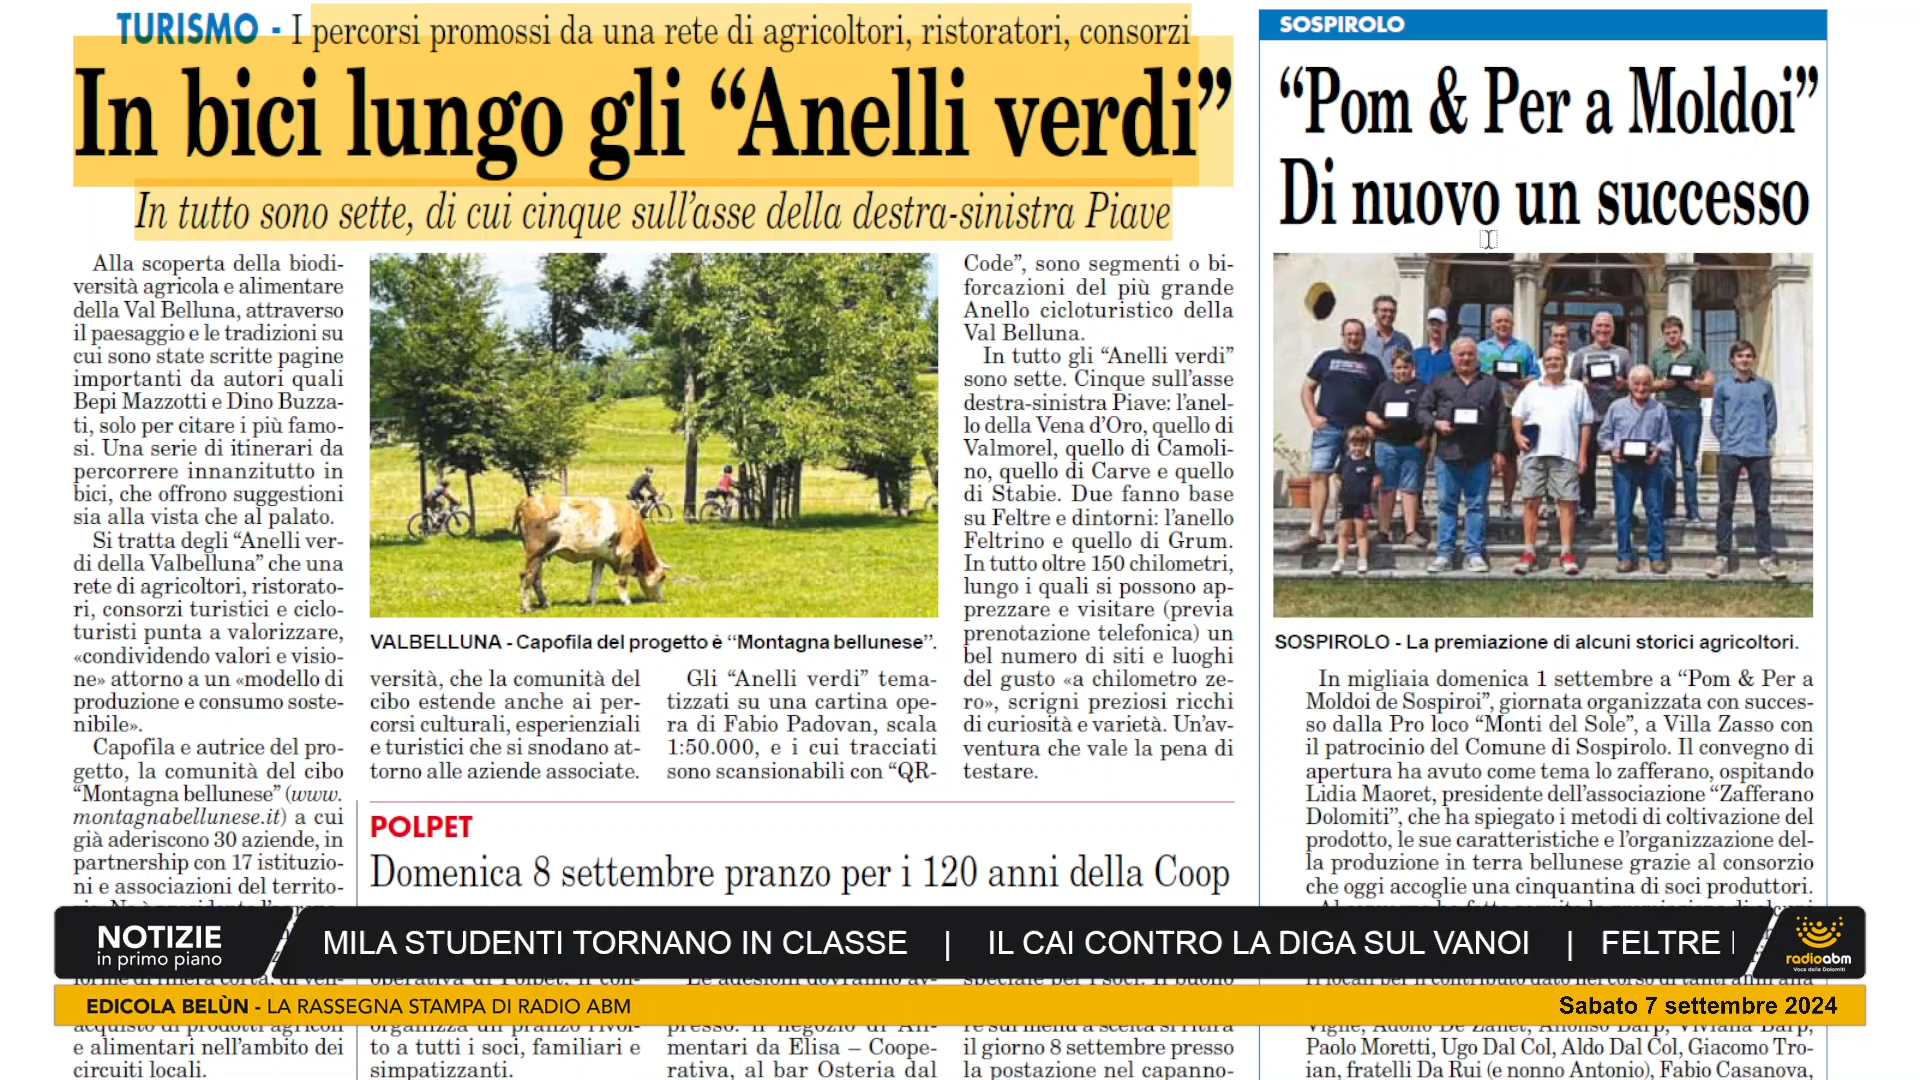 TURISMO - I percorsi promossi da una rete di agricoltori, ristoratori, consorzi
In bici lungo gli “Anelli verdi”
In tutto sono sette, di cui cinque sull’asse della destra-sinistra Piave
Alla scoperta della biodi-
versità agricola e alimentare
della Val Belluna, attraverso
il paesaggio e le tradizioni su
cui sono state scritte pagine
importanti da autori quali
Bepi Mazzotti e Dino Buzza-
ti, solo per citare i più famo-
si. Una serie di itinerari da
percorrere innanzitutto in
bici, che offrono suggestioni
sia alla vista che al palato.
Si tratta degli “Anelli ver-
di della Valbelluna” che una
rete di agricoltori, ristorato-
ri, consorzi turistici e ciclo-
turisti punta a valorizzare,
«condividendo valori e visio-
ne» attorno a un «modello di
produzione e consumo soste-
nibile».
Capofila e autrice del pro-
getto, la comunità del cibo
“Montagna bellunese” (www.
montagnabellunese.it) a cui
già aderiscono 30 aziende, in
partnership con 17 istituzio-
ni e associazioni del territo-
acquisto di prodotti agricoli
e alimentari nell’ambito dei
circuiti locali.
VALBELLUNA - Capofila del progetto è “Montagna bellunese”.
versità, che la comunità del
cibo estende anche ai per-
corsi culturali, esperienziali
e turistici che si snodano at-
torno alle aziende associate.
Gli “Anelli verdi” tema-
tizzati su una cartina ope-
ra di Fabio Padovan, scala
1:50.000, e i cui tracciati
sono scansionabili con “QR-
Code”, sono segmenti o bi-
forcazioni del più grande
Anello cicloturistico della
Val Belluna.
In tutto gli “Anelli verdi”
sono sette. Cinque sull’asse
destra-sinistra Piave: l’anel-
lo della Vena d’Oro, quello di
Valmorel, quello di Camoli-
no, quello di Carve e quello
di Stabie. Due fanno base
su Feltre e dintorni: l’anello
Feltrino e quello di Grum.
In tutto oltre 150 chilometri,
lungo i quali si possono ap-
prezzare e visitare (previa
prenotazione telefonica) un
bel numero di siti e luoghi
del gusto «a chilometro ze-
ro», scrigni preziosi ricchi
di curiosità e varietà. Un’av-
ventura che vale la pena di
testare.
POLPET
Domenica 8 settembre pranzo per i 120 anni della Coop
organizza un pranzo rivol-
to a tutti i soci, familiari e
simpatizzanti.
presso: il negozio di Ali-
mentari da Elisa – Coope-
rativa, al bar Osteria dal
re sul menù a scelta si ritira
il giorno 8 settembre presso
la postazione nel capanno-
SOSPIROLO
“Pom & Per a Moldoi”
Di nuovo un successo
SOSPIROLO - La premiazione di alcuni storici agricoltori.
In migliaia domenica 1 settembre a “Pom & Per a
Moldoi de Sospiroi”, giornata organizzata con succes-
so dalla Pro loco “Monti del Sole”, a Villa Zasso con
il patrocinio del Comune di Sospirolo. Il convegno di
apertura ha avuto come tema lo zafferano, ospitando
Lidia Maoret, presidente dell’associazione “Zafferano
Dolomiti”, che ha spiegato i metodi di coltivazione del
prodotto, le sue caratteristiche e l’organizzazione del-
la produzione in terra bellunese grazie al consorzio
che oggi accoglie una cinquantina di soci produttori.
Paolo Moretti, Ugo Dal Col, Aldo Dal Col, Giacomo Tro-
ian, fratelli Da Rui (e nonno Antonio), Fabio Casanova,
NOTIZIE
in primo piano
MILA STUDENTI TORNANO IN CLASSE | IL CAI CONTRO LA DIGA SUL VANOI | FELTRE
radioabm
Voce delle Dolomiti
EDICOLA BELÙN - LA RASSEGNA STAMPA DI RADIO ABM
Sabato 7 settembre 2024